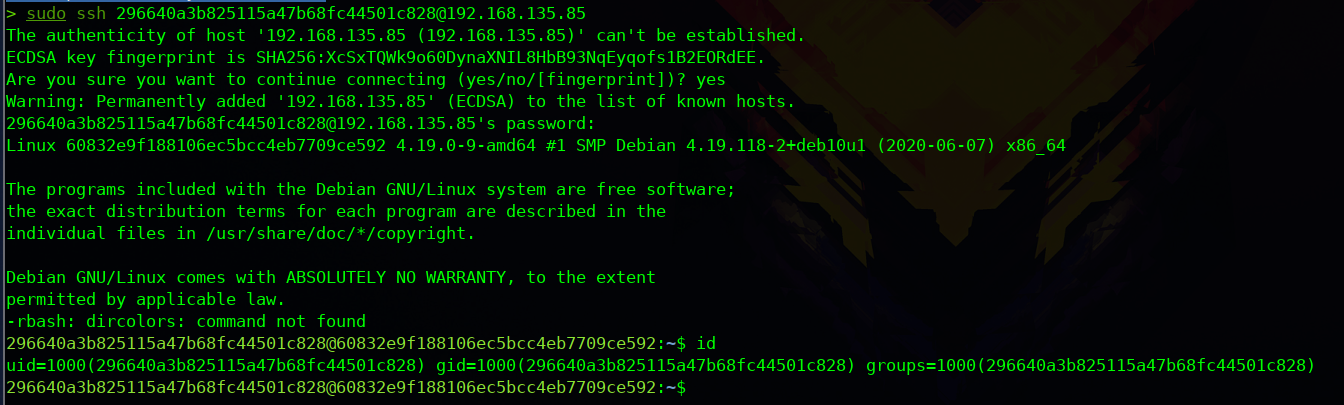 > sudo ssh 296640a3b825115a47b68fc44501c828@192.168.135.85
The authenticity of host '192.168.135.85 (192.168.135.85)' can't be established.
ECDSA key fingerprint is SHA256:XcSxTQWk9o60DynaXNIL8HbB93NqEyqofs1B2EORdEE.
Are you sure you want to continue connecting (yes/no/[fingerprint])? yes
Warning: Permanently added '192.168.135.85' (ECDSA) to the list of known hosts.
296640a3b825115a47b68fc44501c828@192.168.135.85's password:
Linux 60832e9f188106ec5bcc4eb7709ce592 4.19.0-9-amd64 #1 SMP Debian 4.19.118-2+deb10u1 (2020-06-07) x86_64
The programs included with the Debian GNU/Linux system are free software;
the exact distribution terms for each program are described in the
individual files in /usr/share/doc/*/copyright.
Debian GNU/Linux comes with ABSOLUTELY NO WARRANTY, to the extent
permitted by applicable law.
-rbash: dircolors: command not found
296640a3b825115a47b68fc44501c828@60832e9f188106ec5bcc4eb7709ce592:~$ id
uid=1000(296640a3b825115a47b68fc44501c828) gid=1000(296640a3b825115a47b68fc44501c828) groups=1000(296640a3b825115a47b68fc44501c828)
296640a3b825115a47b68fc44501c828@60832e9f188106ec5bcc4eb7709ce592:~$